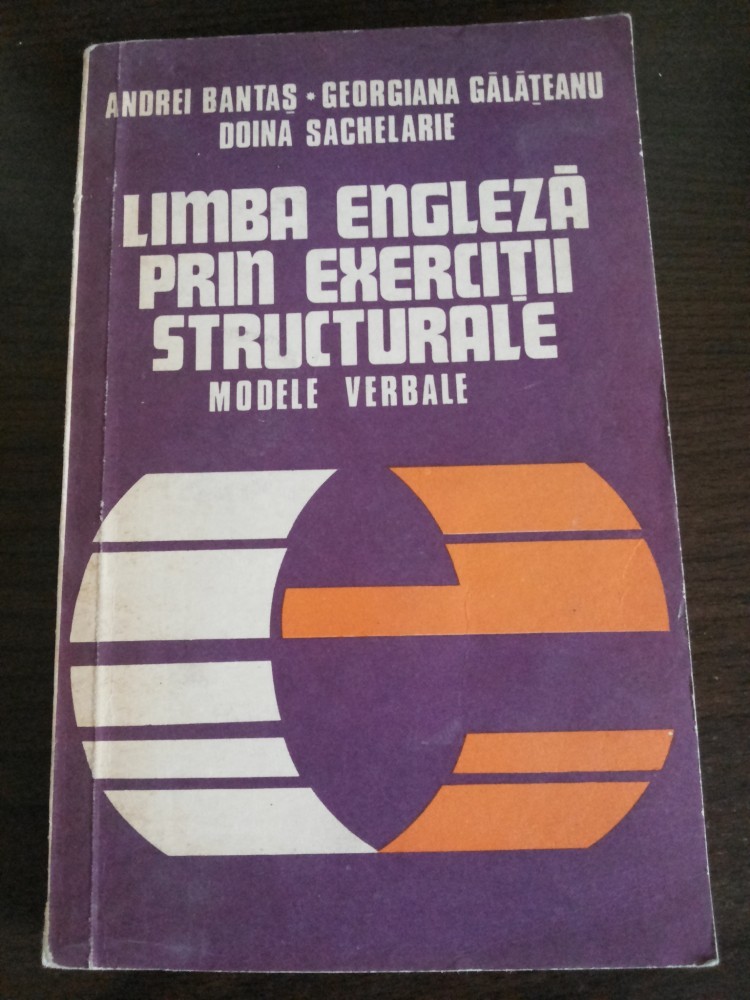 ANDREI BANTAȘ • GEORGIANA GĂLĂȚEANU
DOINA SACHELARIE
LIMBA ENGLEZĂ
PRIN EXERCIȚII
STRUCTURALE
MODELE VERBALE